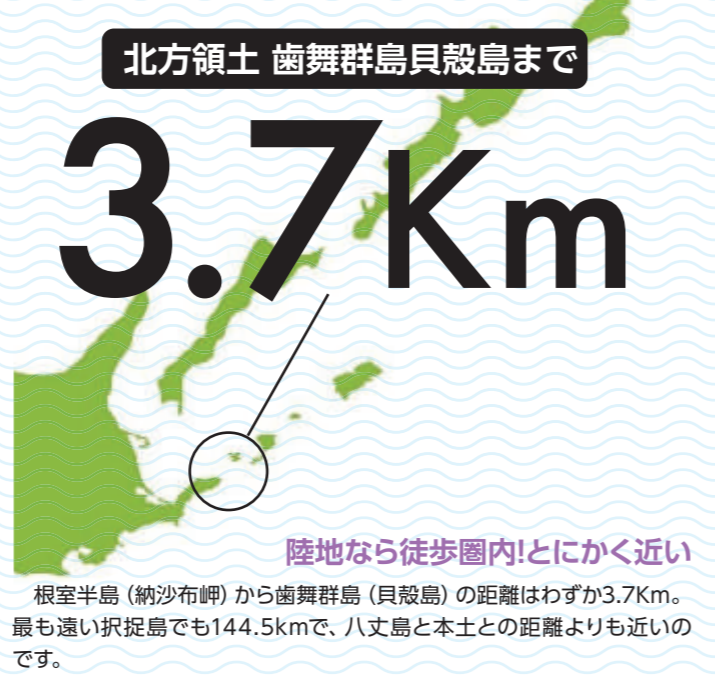 北方領土 歯舞群島貝殻島まで
3.7Km
陸地なら徒歩圏内!とにかく近い
根室半島（納沙布岬）から歯舞群島（貝殻島）の距離はわずか3.7Km。
最も遠い択捉島でも144.5kmで、八丈島と本土との距離よりも近いの
です。